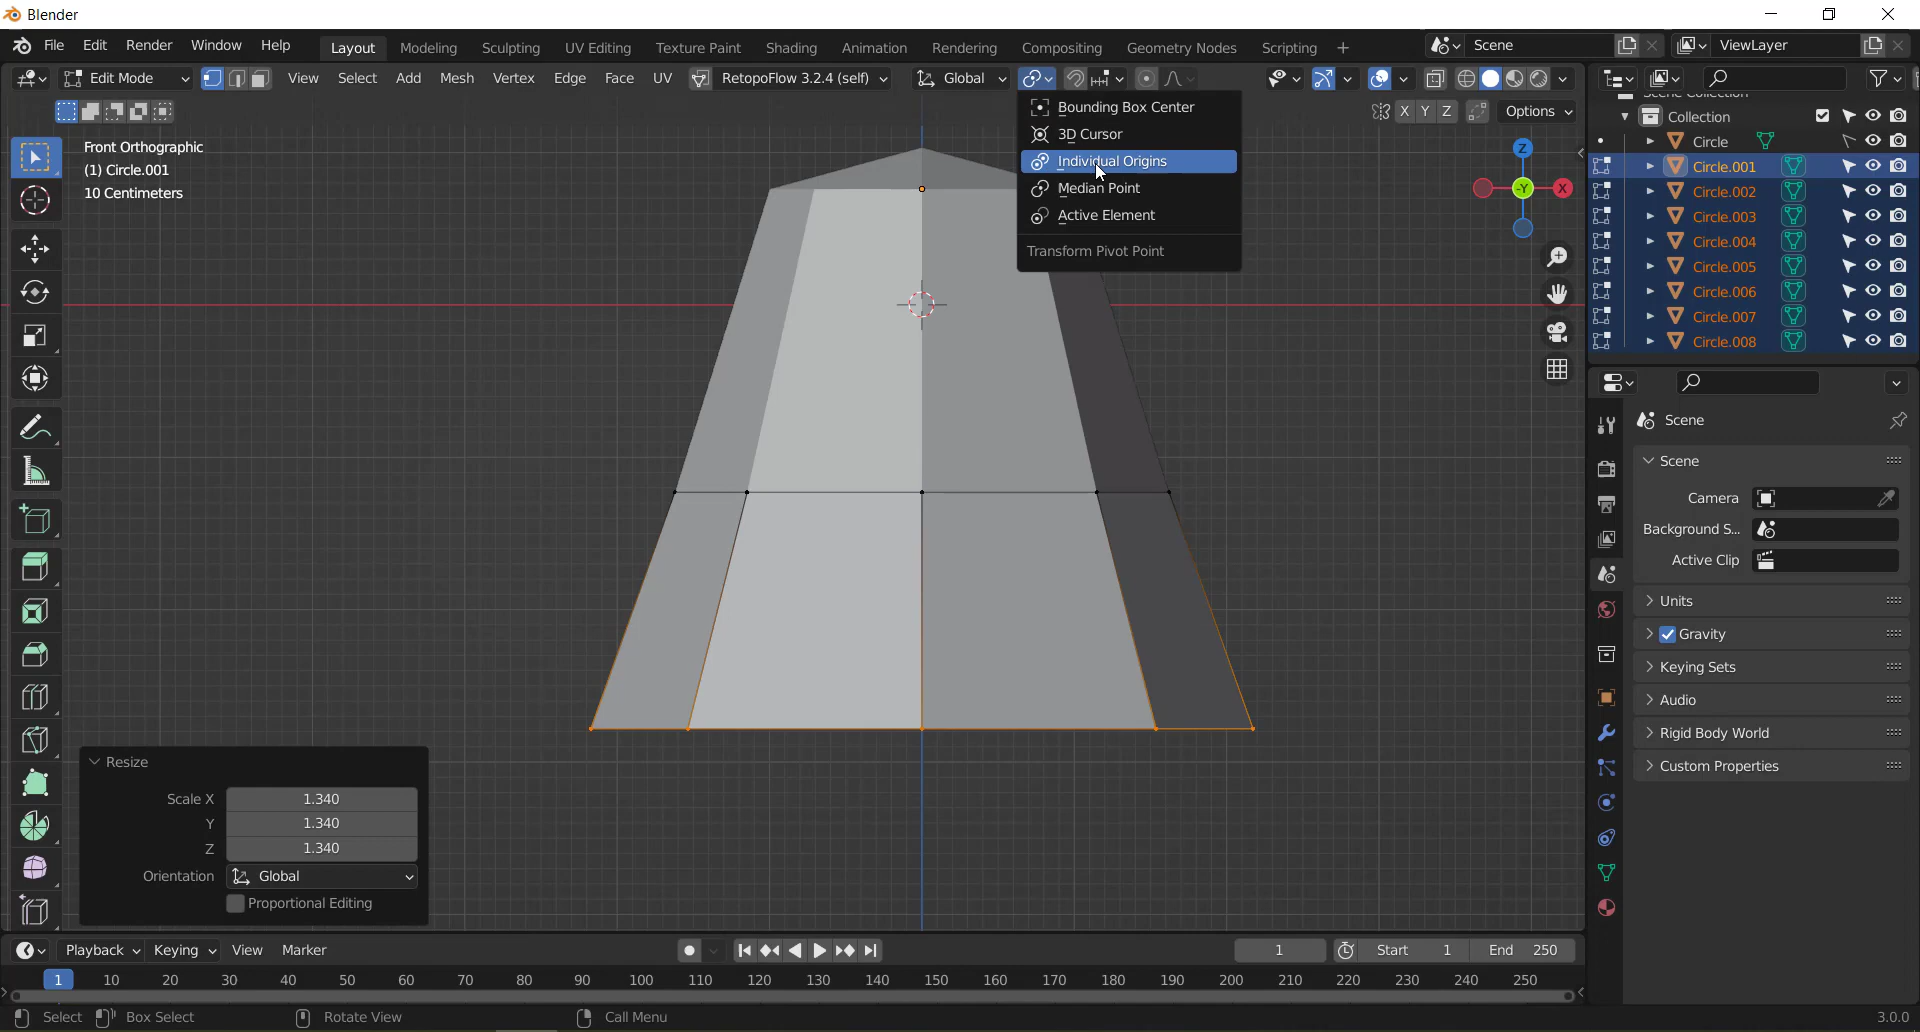 Blender
File Edit Render Window Help Layout Modeling Sculpting UV Editing Texture Paint Shading Animation Rendering Compositing Geometry Nodes Scripting + Scene ViewLayer
Edit Mode View Select Add Mesh Vertex Edge Face UV RetopoFlow 3.2.4 (self) Global
X Y Z Options
Front Orthographic
(1) Circle.001
10 Centimeters
Bounding Box Center
3D Cursor
Individual Origins
Median Point
Active Element
Transform Pivot Point
Z
-Y
X
Scene Collection
Collection
Circle
Circle.001
Circle.002
Circle.003
Circle.004
Circle.005
Circle.006
Circle.007
Circle.008
Scene
Scene
Camera
Background S...
Active Clip
Units
Gravity
Keying Sets
Audio
Rigid Body World
Custom Properties
Resize
Scale X 1.340
Y 1.340
Z 1.340
Orientation Global
Proportional Editing
Playback Keying View Marker 1 Start 1 End 250
1 10 20 30 40 50 60 70 80 90 100 110 120 130 140 150 160 170 180 190 200 210 220 230 240 250
Select Box Select Rotate View Call Menu 3.0.0